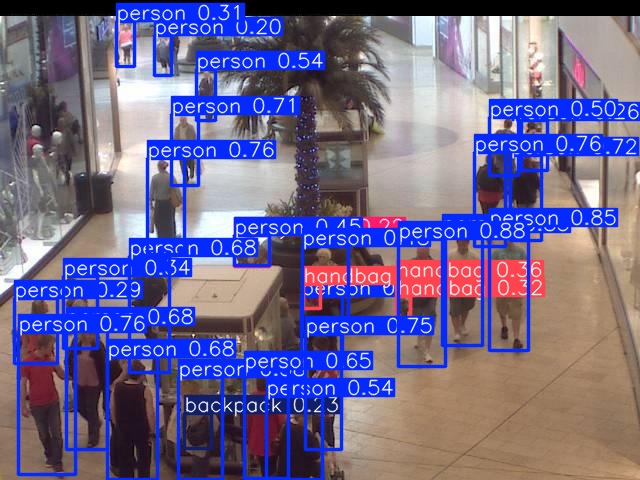 person 0.31
person 0.20
person 0.54
person 0.71
person 0.50
26
person 0.76
.72
person 0.76
person 0.85
person 0.45
person 0.88
person 0.68
person 0.34
handbag
handbag 0.36
person 0.29
handbag 0.32
person 0.76
0.68
person 0.75
person 0.68
person 0.65
person 0.54
backpack 0.23